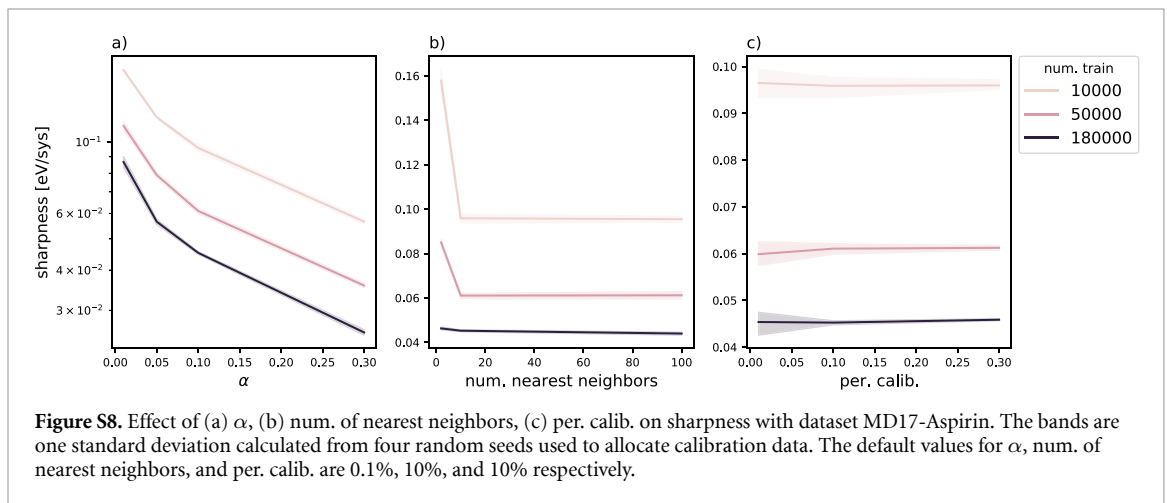 a)
b)
c)
sharpness [eV/sys]
10⁻¹
6 × 10⁻²
4 × 10⁻²
3 × 10⁻²
0.00 0.05 0.10 0.15 0.20 0.25 0.30
α
0.16
0.14
0.12
0.10
0.08
0.06
0.04
0 20 40 60 80 100
num. nearest neighbors
0.10
0.09
0.08
0.07
0.06
0.05
0.04
0.00 0.05 0.10 0.15 0.20 0.25 0.30
per. calib.
num. train
10000
50000
180000
Figure S8. Effect of (a) α, (b) num. of nearest neighbors, (c) per. calib. on sharpness with dataset MD17-Aspirin. The bands are
one standard deviation calculated from four random seeds used to allocate calibration data. The default values for α, num. of
nearest neighbors, and per. calib. are 0.1%, 10%, and 10% respectively.